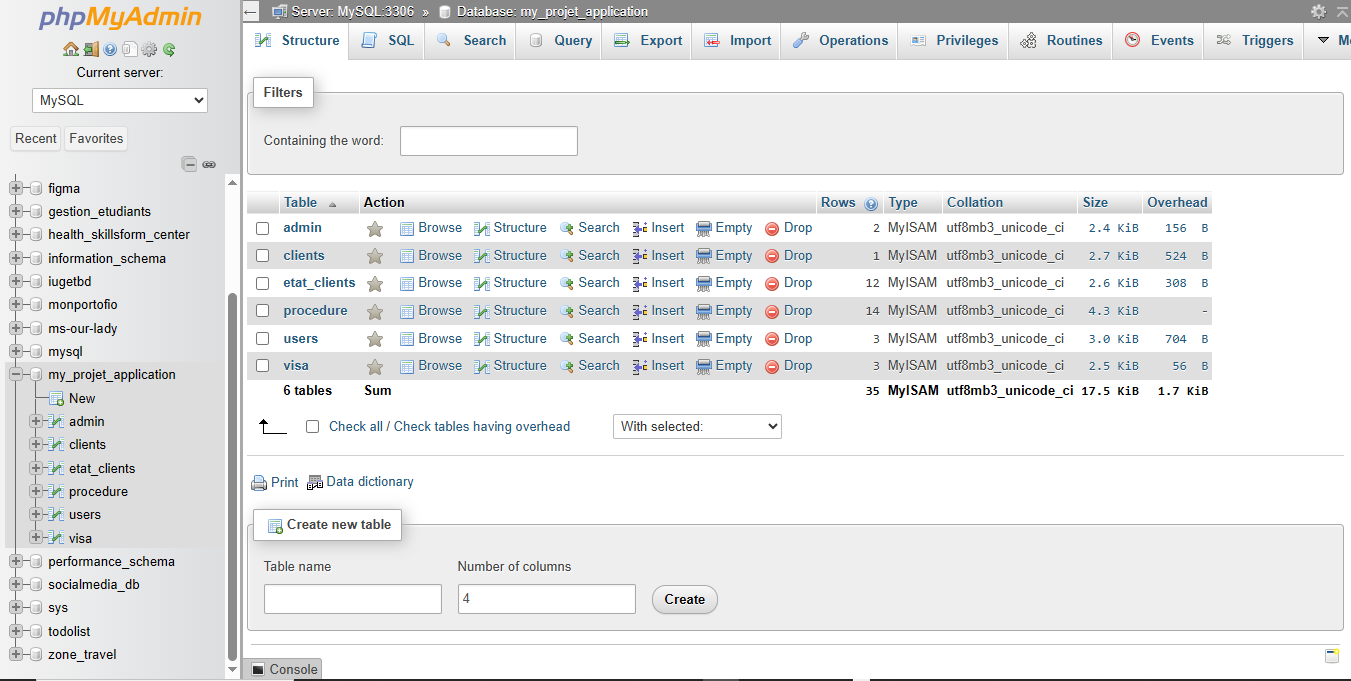 phpMyAdmin
Current server:
MySQL
Recent Favorites
figma
gestion_etudiants
health_skillsform_center
information_schema
iugetbd
monportofio
ms-our-lady
mysql
my_projet_application
New
admin
clients
etat_clients
procedure
users
visa
performance_schema
socialmedia_db
sys
todolist
zone_travel
Server: MySQL:3306 » Database: my_projet_application
Structure SQL Search Query Export Import Operations Privileges Routines Events Triggers
Filters
Containing the word:
Table Action Rows Type Collation Size Overhead
admin Browse Structure Search Insert Empty Drop 2 MyISAM utf8mb3_unicode_ci 2.4 KiB 156 B
clients Browse Structure Search Insert Empty Drop 1 MyISAM utf8mb3_unicode_ci 2.7 KiB 524 B
etat_clients Browse Structure Search Insert Empty Drop 12 MyISAM utf8mb3_unicode_ci 2.6 KiB 308 B
procedure Browse Structure Search Insert Empty Drop 14 MyISAM utf8mb3_unicode_ci 4.3 KiB -
users Browse Structure Search Insert Empty Drop 3 MyISAM utf8mb3_unicode_ci 3.0 KiB 704 B
visa Browse Structure Search Insert Empty Drop 3 MyISAM utf8mb3_unicode_ci 2.5 KiB 56 B
6 tables Sum 35 MyISAM utf8mb3_unicode_ci 17.5 KiB 1.7 KiB
Check all / Check tables having overhead With selected:
Print Data dictionary
Create new table
Table name Number of columns
4 Create
Console